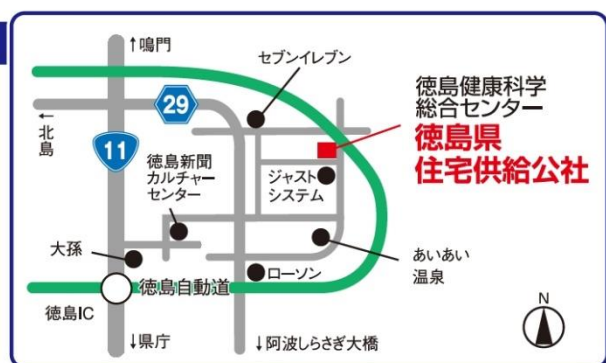 ↑鳴門
セブンイレブン
29
徳島健康科学
総合センター
徳島県
住宅供給公社
←
北島
11
徳島新聞
カルチャー
センター
ジャスト
システム
大孫
あいあい
温泉
ローソン
徳島自動道
徳島IC
N
↓県庁
↓阿波しらさぎ大橋